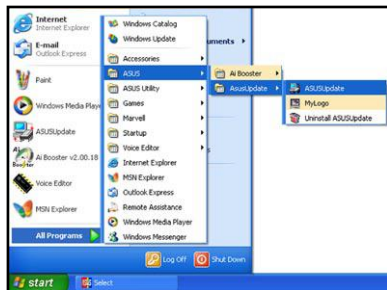 Internet
Internet Explorer
E-mail
Outlook Express
Paint
Windows Media Playe
ASUSUpdate
Ai Booster v2.00.18
Voice Editor
MSN Explorer
All Programs
Windows Catalog
Windows Update
Accessories
ASUS
ASUS Utility
Games
Marvell
Startup
Voice Editor
Internet Explorer
MSN Explorer
Outlook Express
Remote Assistance
Windows Media Player
Windows Messenger
uments
Ai Booster
AsusUpdate
ASUSUpdate
MyLogo
Uninstall ASUSUpdate
Log Off
Shut Down
start
Select